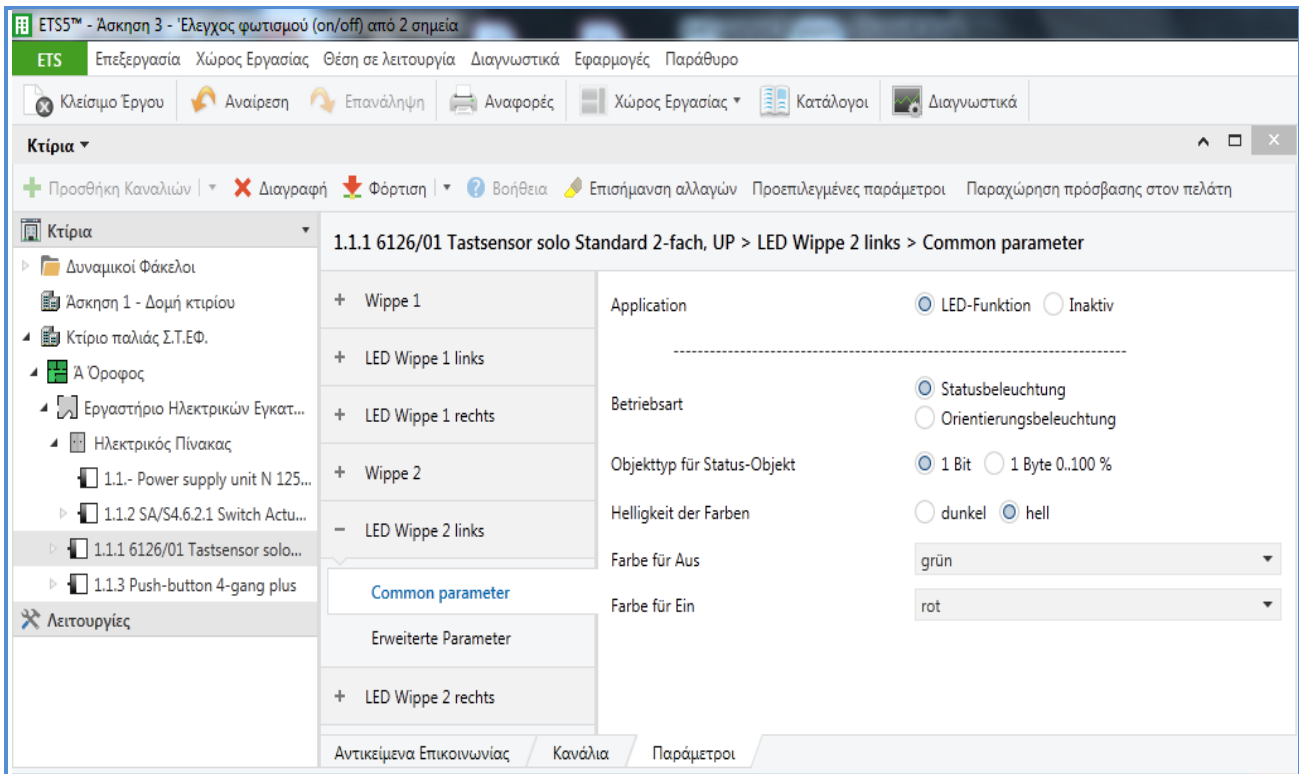 ETS5™ - Άσκηση 3 - 'Ελεγχος φωτισμού (on/off) από 2 σημεία
ETS Επεξεργασία Χώρος Εργασίας Θέση σε λειτουργία Διαγνωστικά Εφαρμογές Παράθυρο
Κλείσιμο Έργου Αναίρεση Επανάληψη Αναφορές Χώρος Εργασίας Κατάλογοι Διαγνωστικά
Κτίρια
Προσθήκη Καναλιών Διαγραφή Φόρτιση Βοήθεια Επισήμανση αλλαγών Προεπιλεγμένες παράμετροι Παραχώρηση πρόσβασης στον πελάτη
Κτίρια
Δυναμικοί Φάκελοι
Άσκηση 1 - Δομή κτιρίου
Κτίριο παλιάς Σ.Τ.ΕΦ.
Ά Όροφος
Εργαστήριο Ηλεκτρικών Εγκατ...
Ηλεκτρικός Πίνακας
1.1.- Power supply unit N 125...
1.1.2 SA/S4.6.2.1 Switch Actu...
1.1.1 6126/01 Tastsensor solo...
1.1.3 Push-button 4-gang plus
Λειτουργίες
1.1.1 6126/01 Tastsensor solo Standard 2-fach, UP > LED Wippe 2 links > Common parameter
+ Wippe 1
+ LED Wippe 1 links
+ LED Wippe 1 rechts
+ Wippe 2
− LED Wippe 2 links
Common parameter
Erweiterte Parameter
+ LED Wippe 2 rechts
Application LED-Funktion Inaktiv
---------------------------------------------------------------------------
Betriebsart Statusbeleuchtung
Orientierungsbeleuchtung
Objekttyp für Status-Objekt 1 Bit 1 Byte 0..100 %
Helligkeit der Farben dunkel hell
Farbe für Aus grün
Farbe für Ein rot
Αντικείμενα Επικοινωνίας Κανάλια Παράμετροι